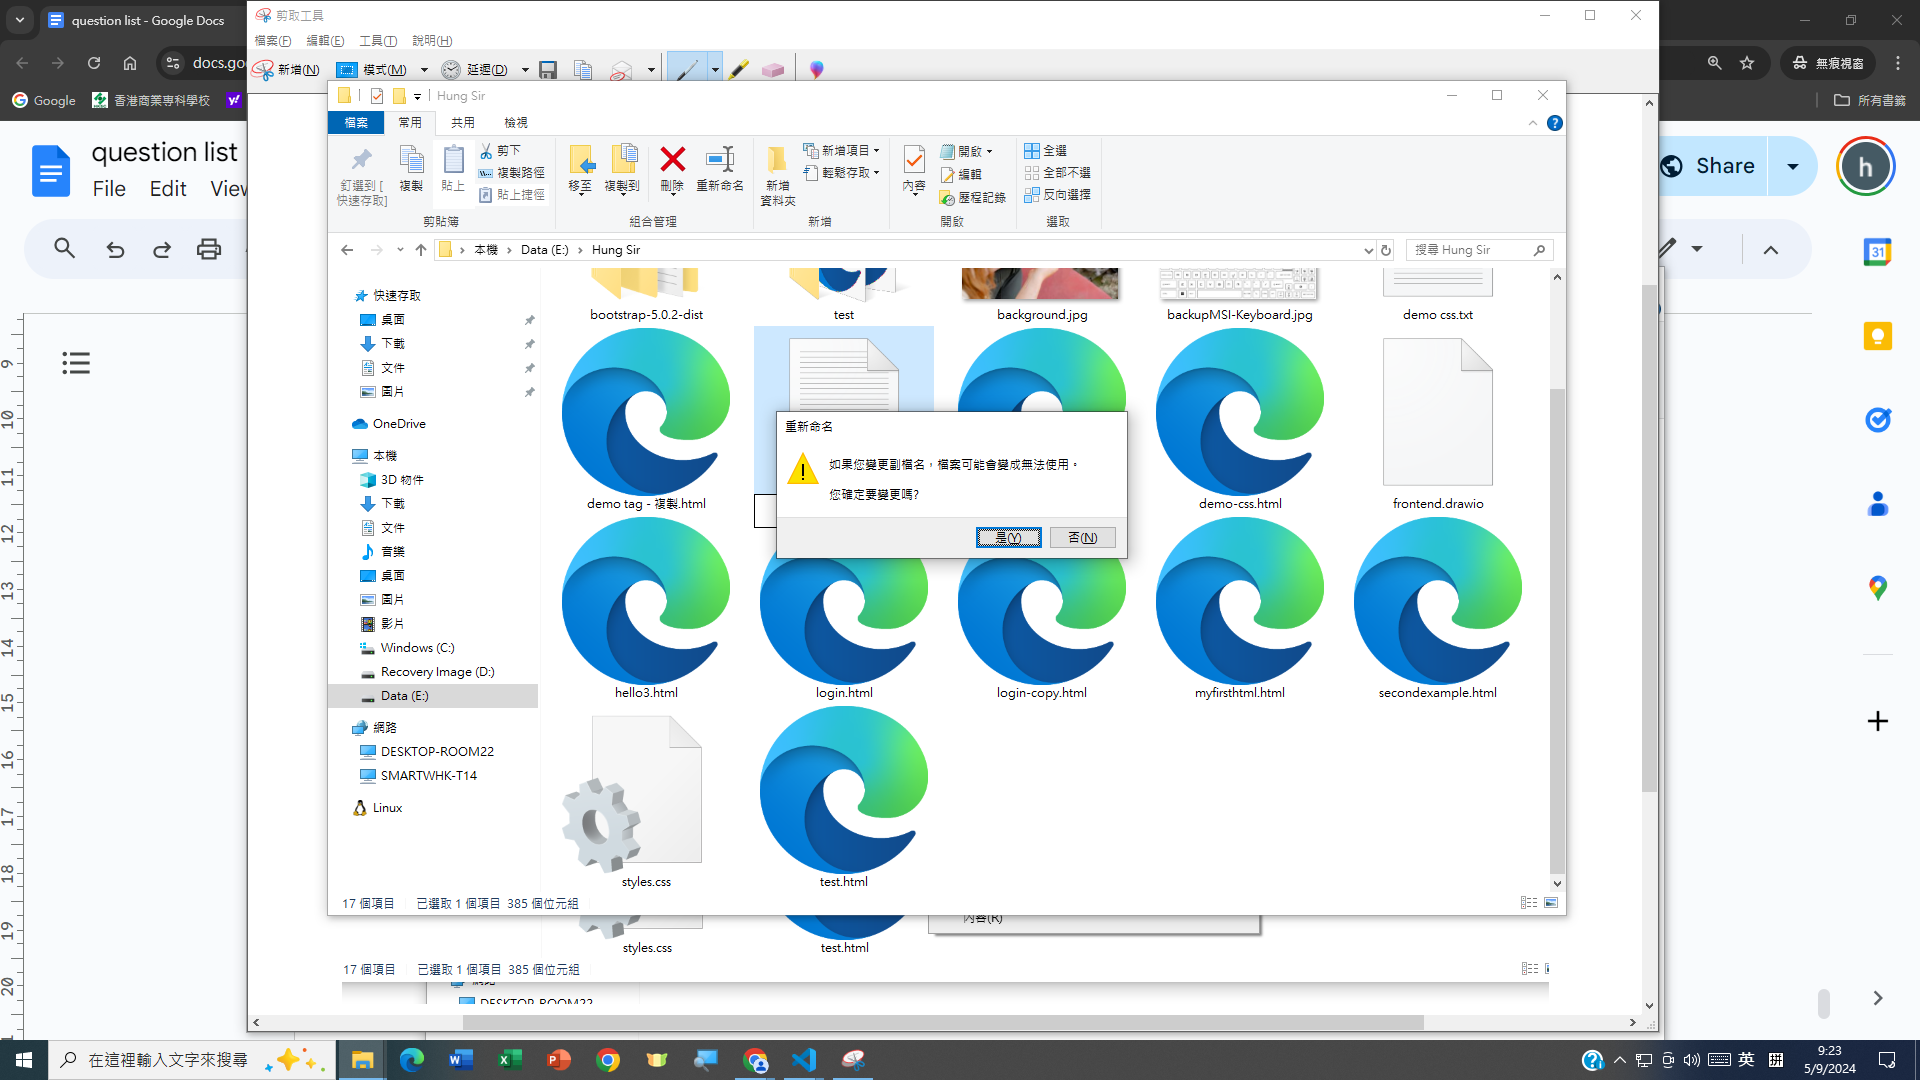 question list - Google Docs
剪取工具
檔案(F) 編輯(E) 工具(T) 說明(H)
docs.goo
新增(N) 模式(M) 延遲(D)
無痕視窗
Google 香港商業專科學校
所有書籤
Hung Sir
檔案 常用 共用 檢視
question list
File Edit View
Share
h
釘選到 [
快速存取]
複製
貼上
剪下
複製路徑
貼上捷徑
剪貼簿
移至
複製到
刪除
重新命名
組合管理
新增
資料夾
新增項目
輕鬆存取
新增
內容
開啟
編輯
歷程記錄
開啟
全選
全部不選
反向選擇
選取
本機 Data (E:) Hung Sir
搜尋 Hung Sir
31
快速存取
桌面
下載
文件
圖片
OneDrive
本機
3D 物件
下載
文件
音樂
桌面
圖片
影片
Windows (C:)
Recovery Image (D:)
Data (E:)
網路
DESKTOP-ROOM22
SMARTWHK-T14
Linux
bootstrap-5.0.2-dist test background.jpg backupMSI-Keyboard.jpg demo css.txt
demo tag - 複製.html demo-css.html frontend.drawio
重新命名
如果您變更副檔名，檔案可能會變成無法使用。
您確定要變更嗎?
是(Y) 否(N)
hello3.html login.html login-copy.html myfirsthtml.html secondexample.html
styles.css test.html
17 個項目 已選取 1 個項目 385 個位元組
內容(R)
styles.css test.html
17 個項目 已選取 1 個項目 385 個位元組
網路
DESKTOP-ROOM22
9
10
11
12
13
14
15
16
17
18
19
20
在這裡輸入文字來搜尋
英
9:23
5/9/2024